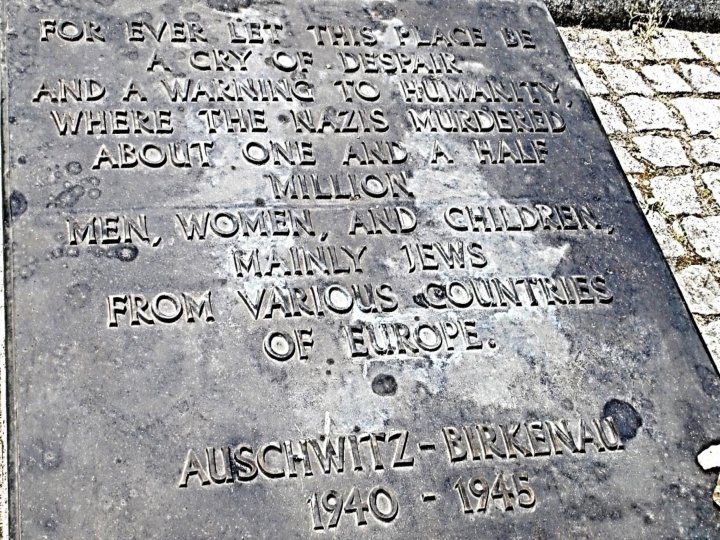 FOR EVER LET THIS PLACE BE
A CRY OF DESPAIR
AND A WARNING TO HUMANITY,
WHERE THE NAZIS MURDERED
ABOUT ONE AND A HALF
MILLION
MEN, WOMEN, AND CHILDREN,
MAINLY JEWS
FROM VARIOUS COUNTRIES
OF EUROPE.
AUSCHWITZ-BIRKENAU
1940 - 1945